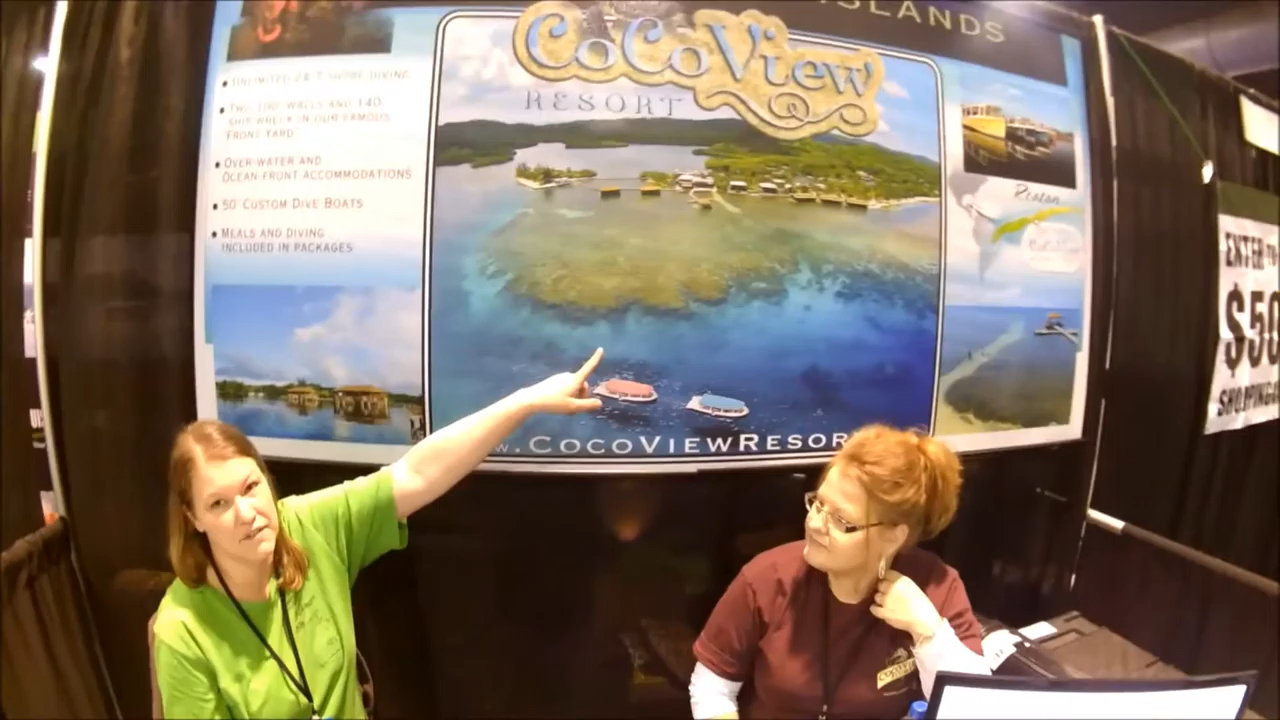 ISLANDS
CoCoView
RESORT
• UNLIMITED 24/7 SHORE DIVING
• TWO 100' WALLS AND 140'
SHIP WRECK IN OUR FAMOUS
"FRONT YARD"
• OVER-WATER AND
OCEAN FRONT ACCOMMODATIONS
• 50' CUSTOM DIVE BOATS
• MEALS AND DIVING
INCLUDED IN PACKAGES
Roatan
W.COCOVIEWRESOR
ENTER
$50
SHOPPING